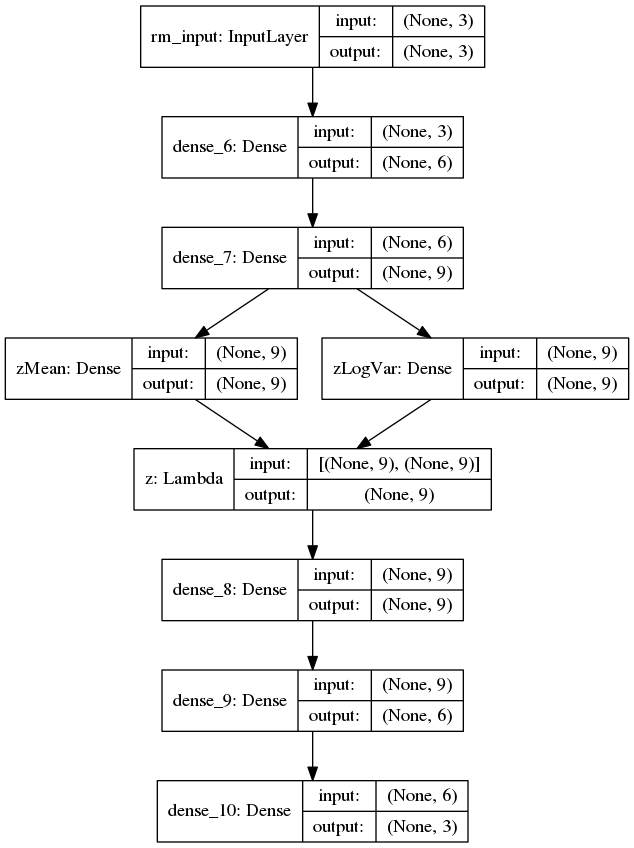 rm_input: InputLayer
input: (None, 3)
output: (None, 3)
dense_6: Dense
input: (None, 3)
output: (None, 6)
dense_7: Dense
input: (None, 6)
output: (None, 9)
zMean: Dense
input: (None, 9)
output: (None, 9)
zLogVar: Dense
input: (None, 9)
output: (None, 9)
z: Lambda
input: [(None, 9), (None, 9)]
output: (None, 9)
dense_8: Dense
input: (None, 9)
output: (None, 9)
dense_9: Dense
input: (None, 9)
output: (None, 6)
dense_10: Dense
input: (None, 6)
output: (None, 3)